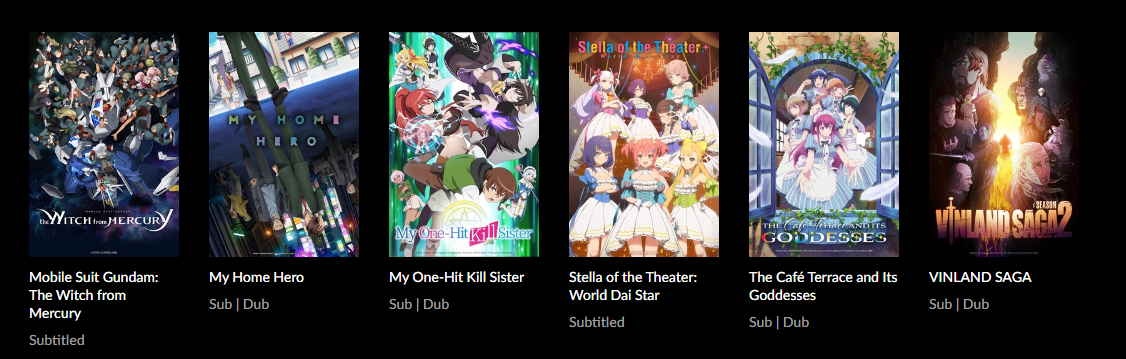 the WITCH from MERCURY
Mobile Suit Gundam:
The Witch from
Mercury
Subtitled
MY HOME
HERO
My Home Hero
Sub | Dub
My One-Hit Kill Sister
My One-Hit Kill Sister
Sub | Dub
Stella of the Theater
Stella of the Theater:
World Dai Star
Subtitled
THE Café Terrace AND ITS
GODDESSES
The Café Terrace and Its
Goddesses
Sub | Dub
SEASON
VINLAND SAGA 2
VINLAND SAGA
Sub | Dub